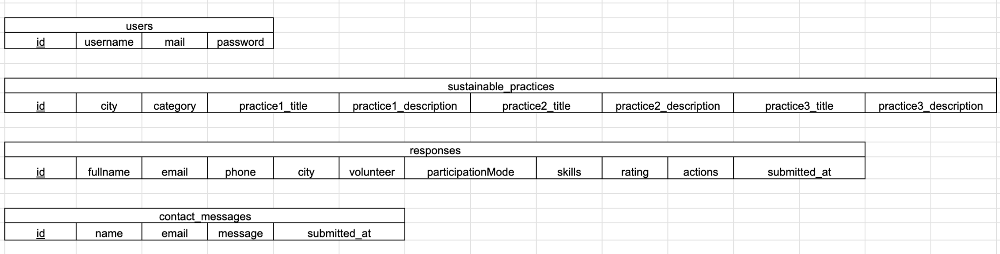 users
id username mail password
sustainable_practices
id city category practice1_title practice1_description practice2_title practice2_description practice3_title practice3_description
responses
id fullname email phone city volunteer participationMode skills rating actions submitted_at
contact_messages
id name email message submitted_at